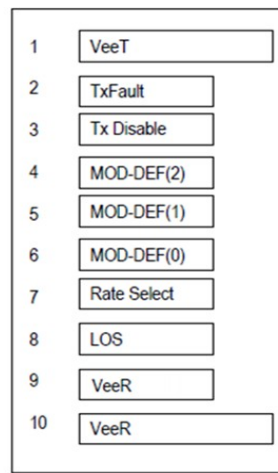 1 VeeT
2 TxFault
3 Tx Disable
4 MOD-DEF(2)
5 MOD-DEF(1)
6 MOD-DEF(0)
7 Rate Select
8 LOS
9 VeeR
10 VeeR